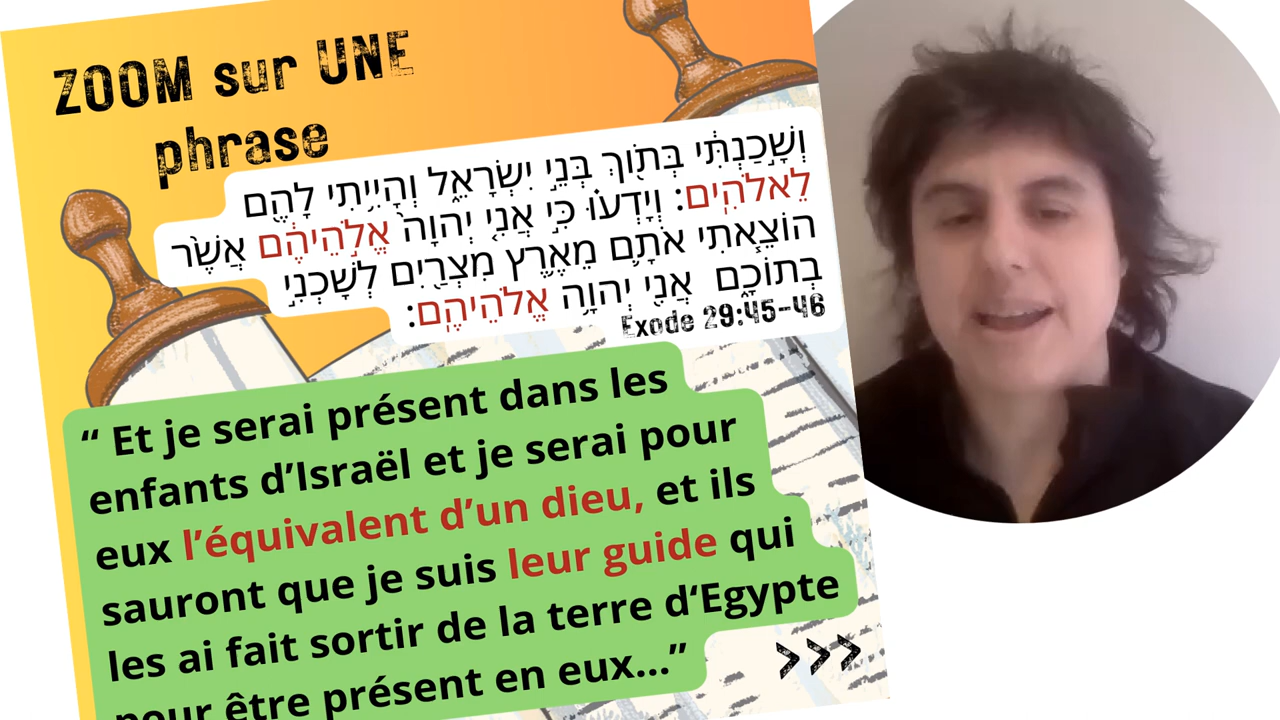 ZOOM sur UNE
phrase
וְשָׁ֣כַנְתִּ֔י בְּת֖וֹךְ בְּנֵ֣י יִשְׂרָאֵ֑ל וְהָיִ֥יתִי לָהֶ֖ם
לֵאלֹהִֽים: וְיָדְע֗וּ כִּ֣י אֲנִ֤י יְהוָה֙ אֱלֹ֣הֵיהֶ֔ם אֲשֶׁ֨ר
הוֹצֵ֧אתִי אֹתָ֛ם מֵאֶ֥רֶץ מִצְרַ֖יִם לְשָׁכְנִ֣י
בְתוֹכָ֑ם אֲנִ֖י יְהוָ֥ה אֱלֹהֵיהֶֽם:
Exode 29:45-46
“ Et je serai présent dans les
enfants d’Israël et je serai pour
eux l’équivalent d’un dieu, et ils
sauront que je suis leur guide qui
les ai fait sortir de la terre d‘Egypte
pour être présent en eux...”
>>>